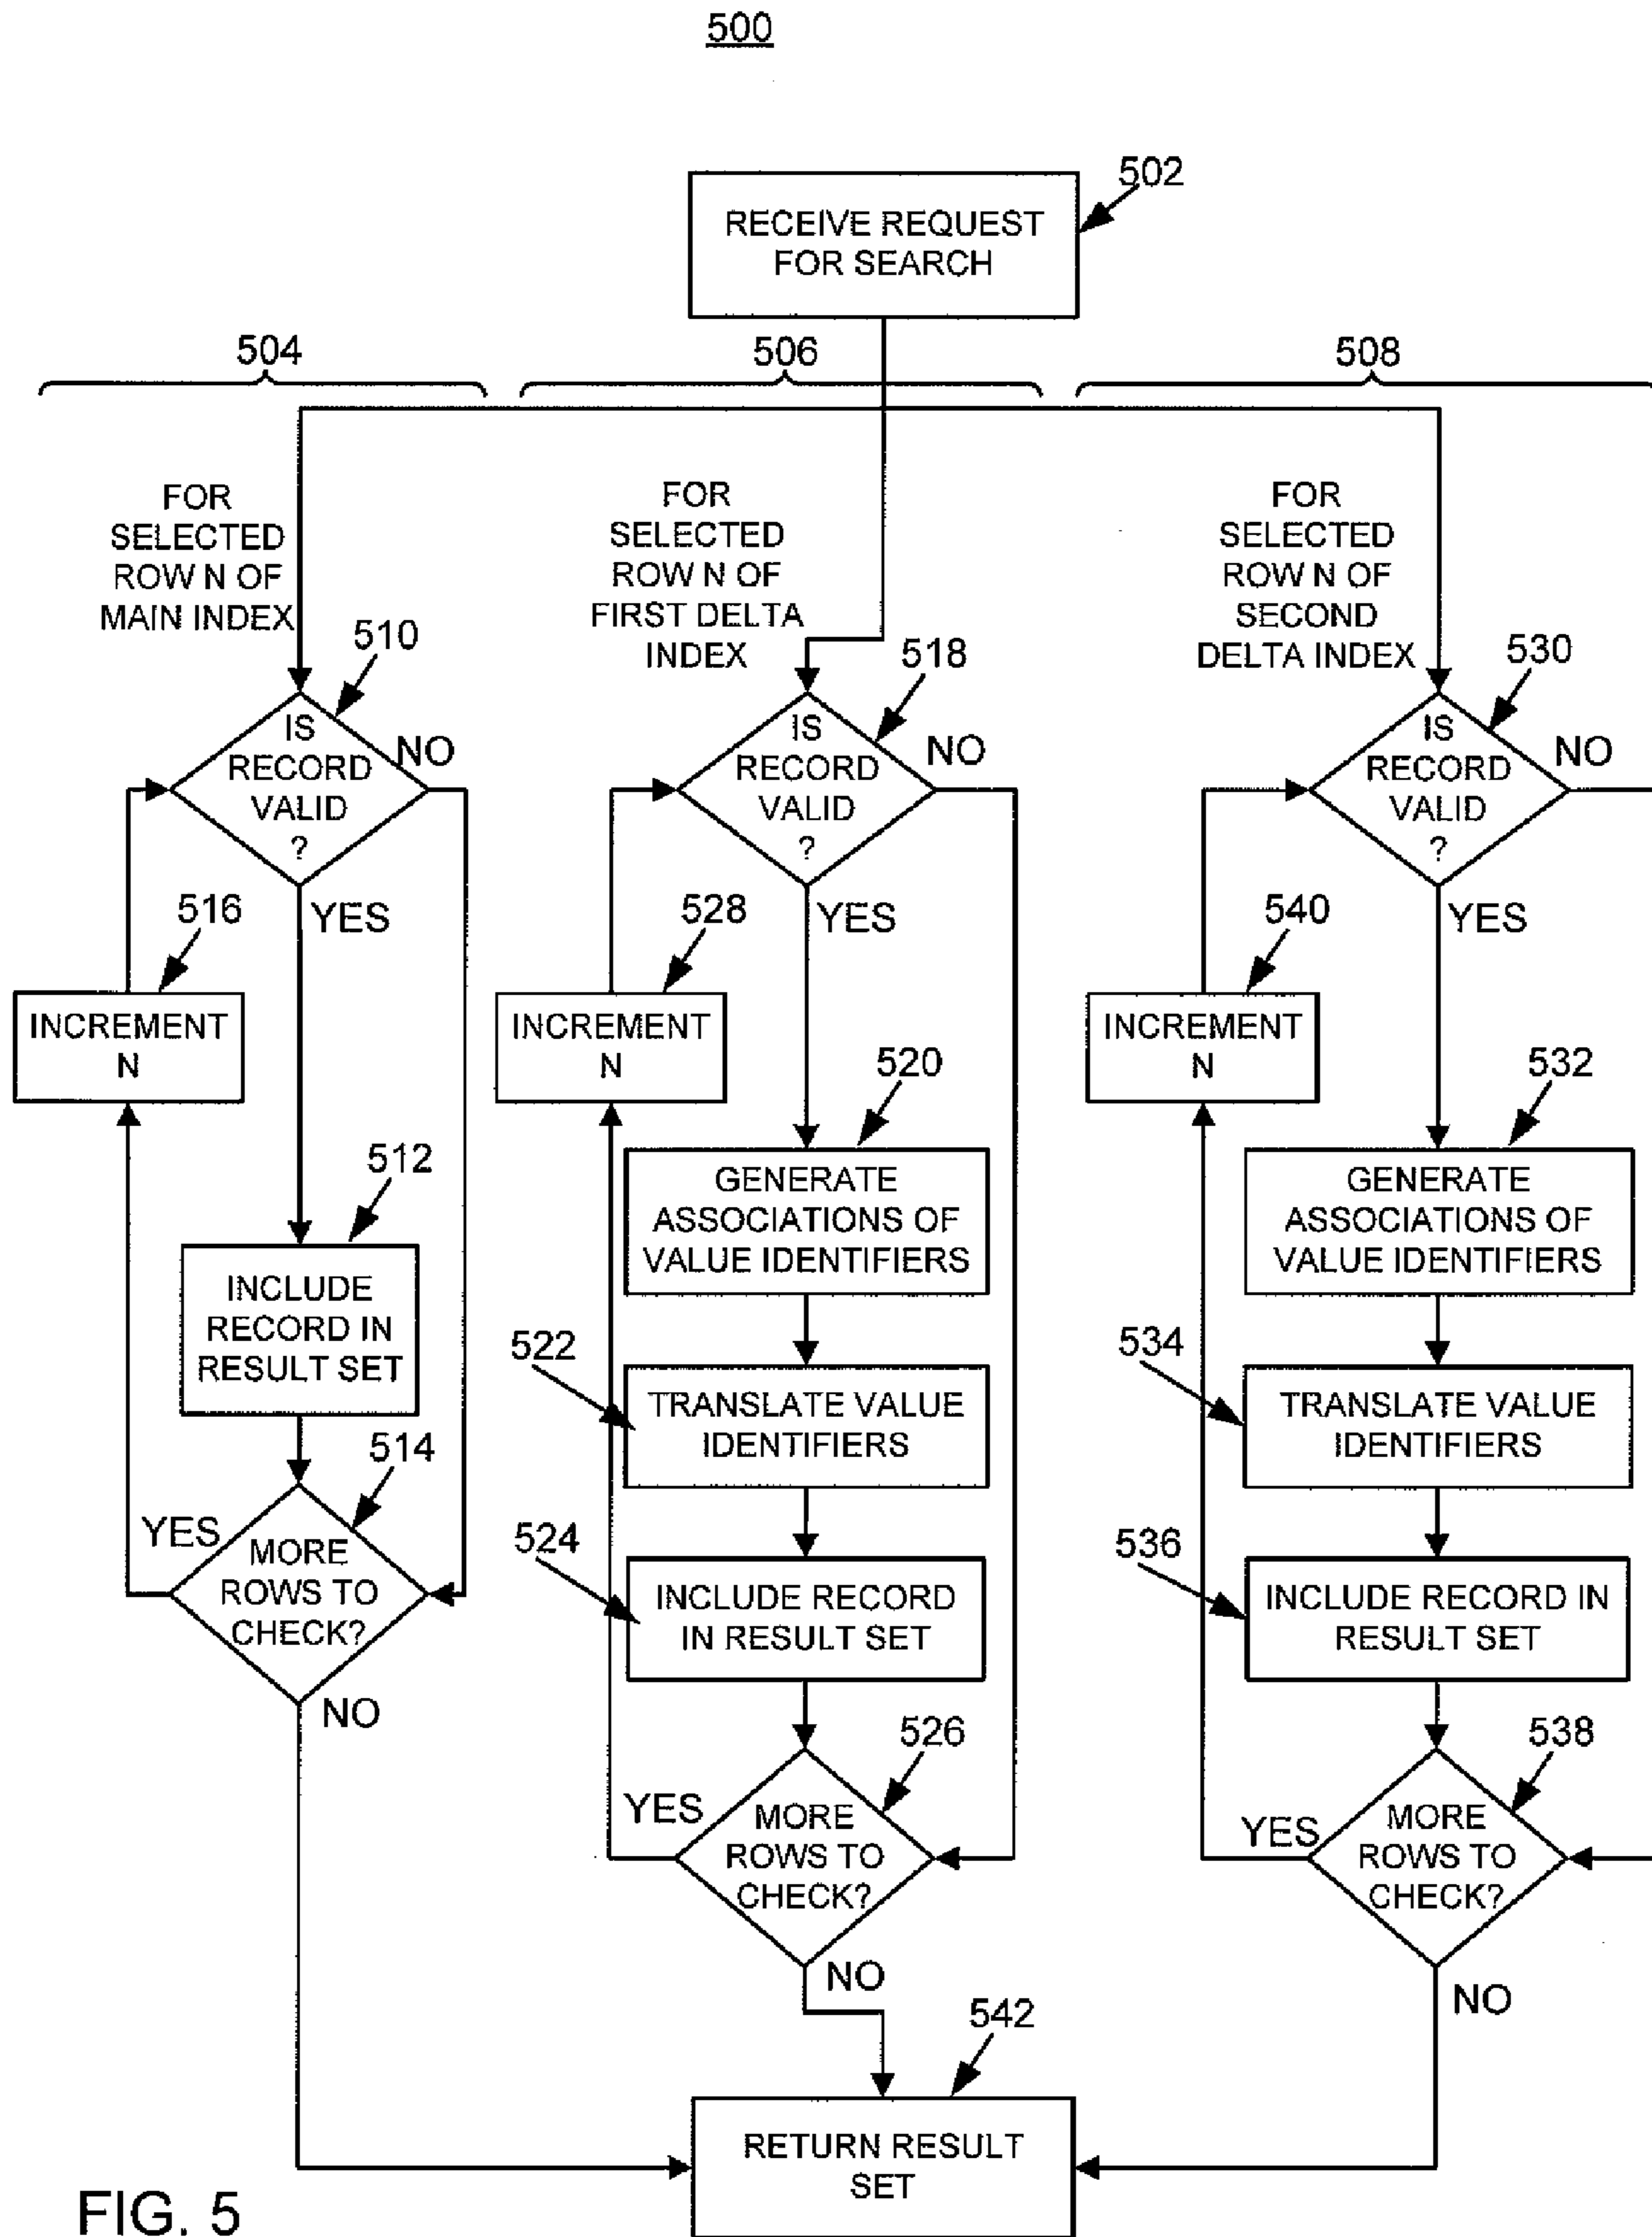 500
502
RECEIVE REQUEST
FOR SEARCH
504
506
508
FOR
SELECTED
ROW N OF
MAIN INDEX
FOR
SELECTED
ROW N OF
FIRST DELTA
INDEX
FOR
SELECTED
ROW N OF
SECOND
DELTA INDEX
510
IS
RECORD
VALID
?
NO
YES
516
INCREMENT
N
512
INCLUDE
RECORD IN
RESULT SET
514
MORE
ROWS TO
CHECK?
YES
NO
518
IS
RECORD
VALID
?
NO
YES
528
INCREMENT
N
520
GENERATE
ASSOCIATIONS OF
VALUE IDENTIFIERS
522
TRANSLATE VALUE
IDENTIFIERS
524
INCLUDE RECORD
IN RESULT SET
526
MORE
ROWS TO
CHECK?
YES
NO
530
IS
RECORD
VALID
?
NO
YES
540
INCREMENT
N
532
GENERATE
ASSOCIATIONS OF
VALUE IDENTIFIERS
534
TRANSLATE VALUE
IDENTIFIERS
536
INCLUDE RECORD IN
RESULT SET
538
MORE
ROWS TO
CHECK?
YES
NO
542
RETURN RESULT
SET
FIG. 5